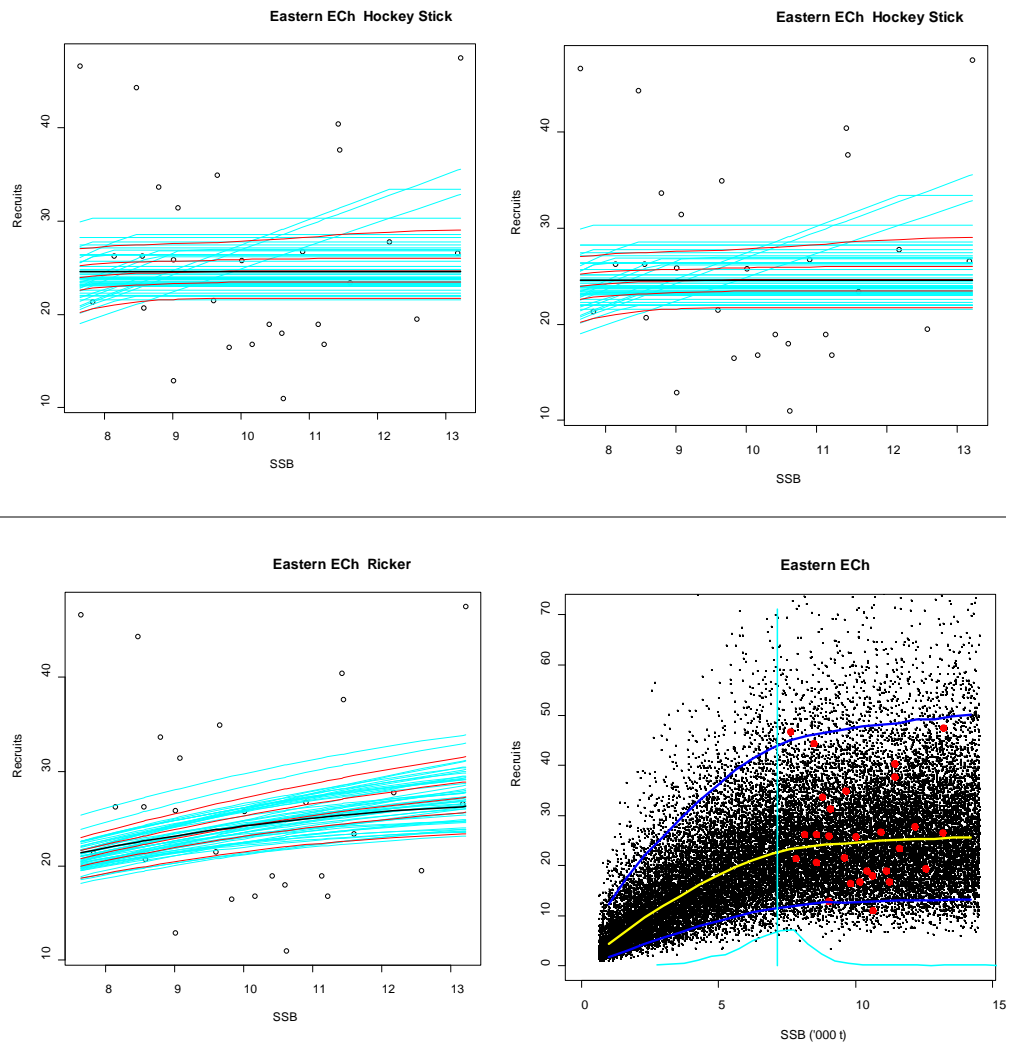 Eastern ECh Hockey Stick
Recruits
40
30
20
10
8 9 10 11 12 13
SSB
Eastern ECh Hockey Stick
Recruits
40
30
20
10
8 9 10 11 12 13
SSB
Eastern ECh Ricker
Recruits
40
30
20
10
8 9 10 11 12 13
SSB
Eastern ECh
Recruits
70
60
50
40
30
20
10
0
0 5 10 15
SSB ('000 t)